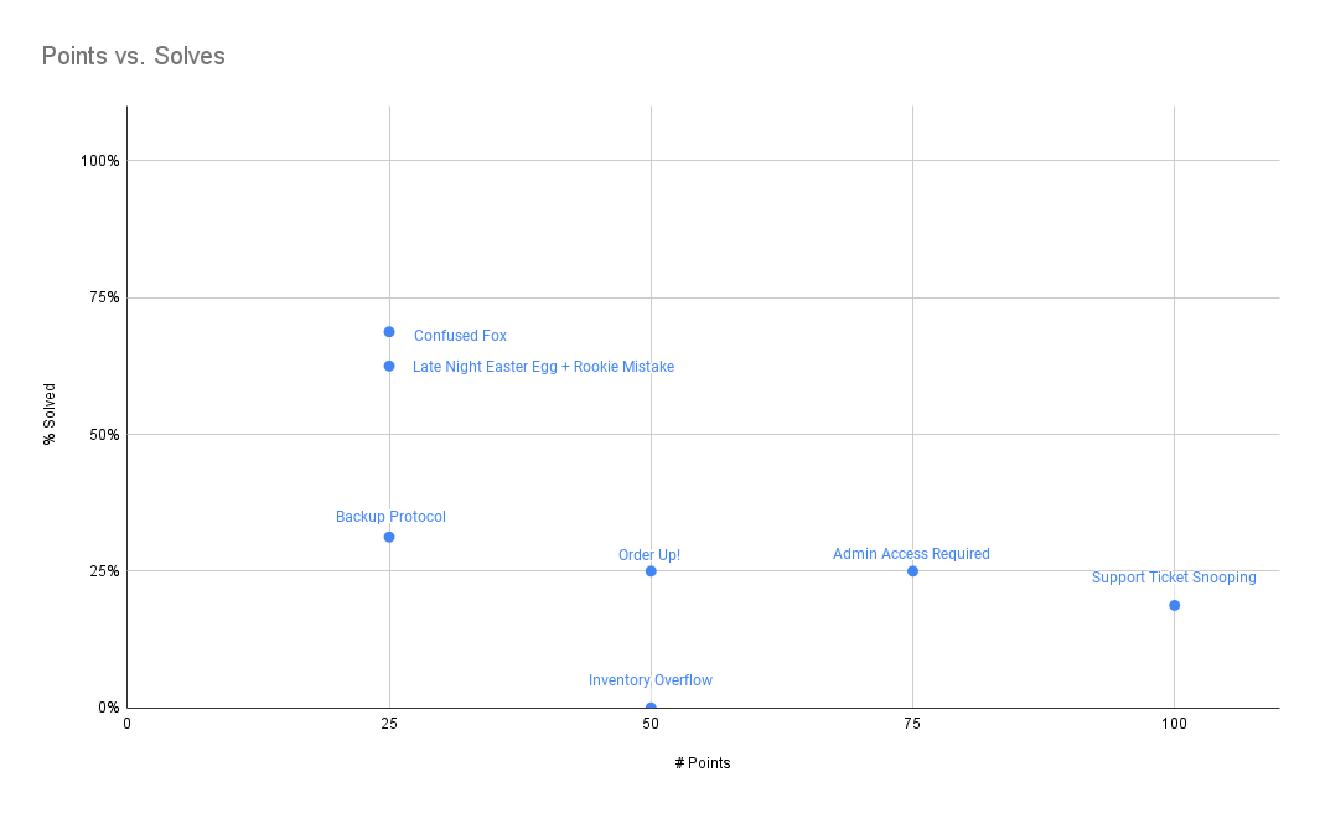 Points vs. Solves
100%
75%
Confused Fox
Late Night Easter Egg + Rookie Mistake
% Solved
50%
Backup Protocol
Order Up!
Admin Access Required
25%
Support Ticket Snooping
Inventory Overflow
0%
0
25
50
75
100
# Points